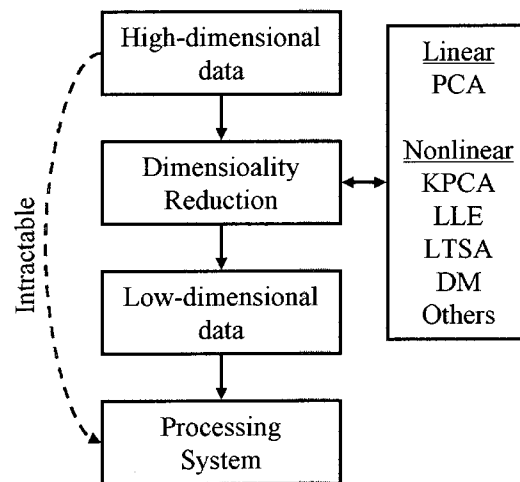 High-dimensional
data
Dimensioality
Reduction
Low-dimensional
data
Processing
System
Intractable
Linear
PCA
Nonlinear
KPCA
LLE
LTSA
DM
Others